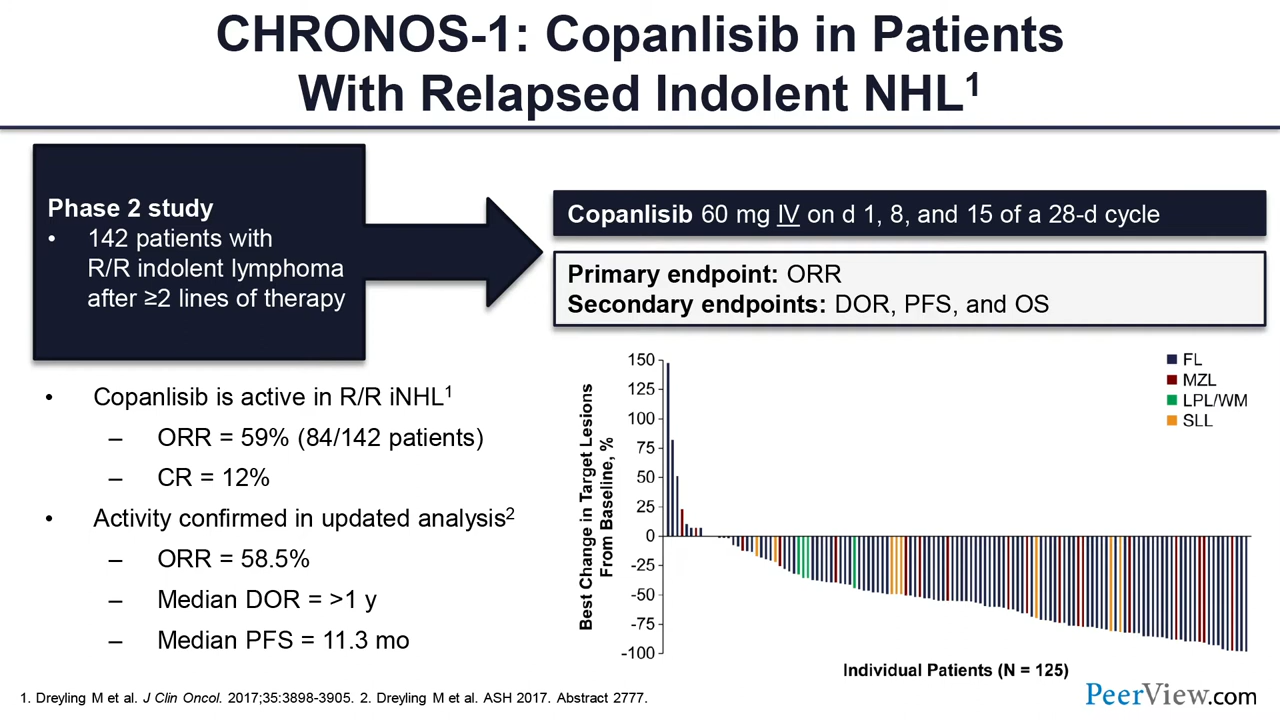 CHRONOS-1: Copanlisib in Patients
With Relapsed Indolent NHL¹
Phase 2 study
• 142 patients with
R/R indolent lymphoma
after ≥2 lines of therapy
Copanlisib 60 mg IV on d 1, 8, and 15 of a 28-d cycle
Primary endpoint: ORR
Secondary endpoints: DOR, PFS, and OS
• Copanlisib is active in R/R iNHL¹
– ORR = 59% (84/142 patients)
– CR = 12%
• Activity confirmed in updated analysis²
– ORR = 58.5%
– Median DOR = >1 y
– Median PFS = 11.3 mo
Best Change in Target Lesions
From Baseline, %
150
125
100
75
50
25
0
-25
-50
-75
-100
FL
MZL
LPL/WM
SLL
Individual Patients (N = 125)
1. Dreyling M et al. J Clin Oncol. 2017;35:3898-3905. 2. Dreyling M et al. ASH 2017. Abstract 2777.
PeerView.com